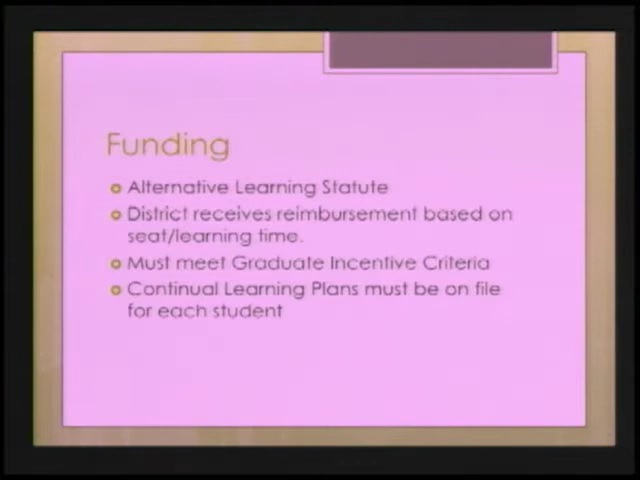 Funding
Alternative Learning Statute
District receives reimbursement based on
seat/learning time.
Must meet Graduate Incentive Criteria
Continual Learning Plans must be on file
for each student